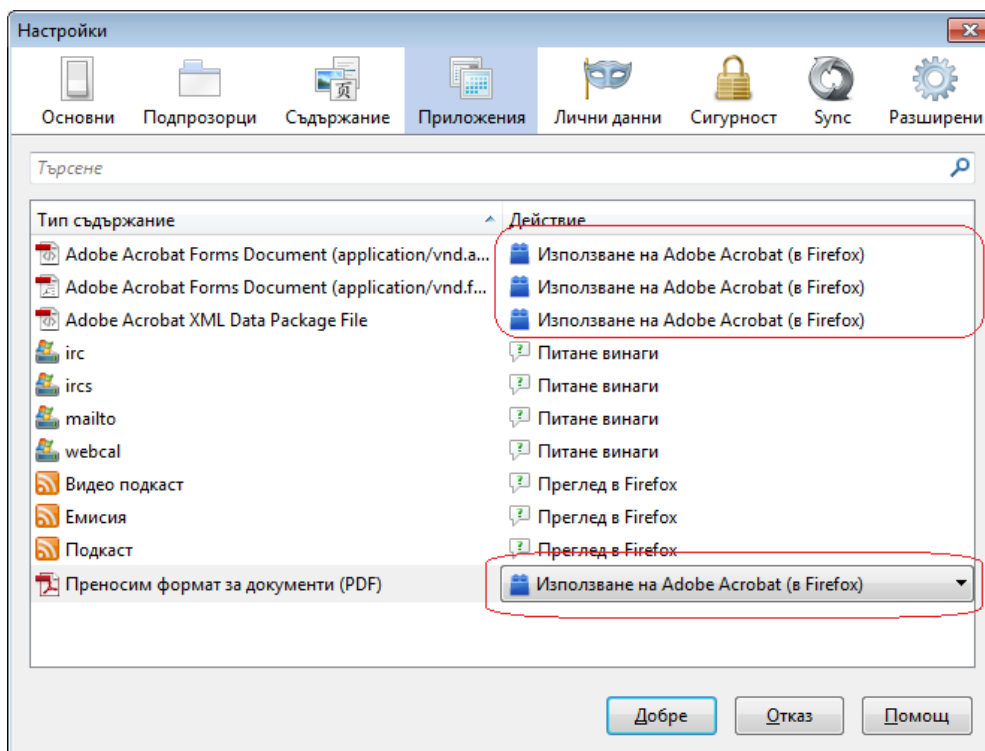 Настройки
Основни Подпрозорци Съдържание Приложения Лични данни Сигурност Sync Разширени
Търсене
Тип съдържание Действие
Adobe Acrobat Forms Document (application/vnd.a... Използване на Adobe Acrobat (в Firefox)
Adobe Acrobat Forms Document (application/vnd.f... Използване на Adobe Acrobat (в Firefox)
Adobe Acrobat XML Data Package File Използване на Adobe Acrobat (в Firefox)
irc Питане винаги
ircs Питане винаги
mailto Питане винаги
webcal Питане винаги
Видео подкаст Преглед в Firefox
Емисия Преглед в Firefox
Подкаст Преглед в Firefox
Преносим формат за документи (PDF) Използване на Adobe Acrobat (в Firefox)
Добре Отказ Помощ